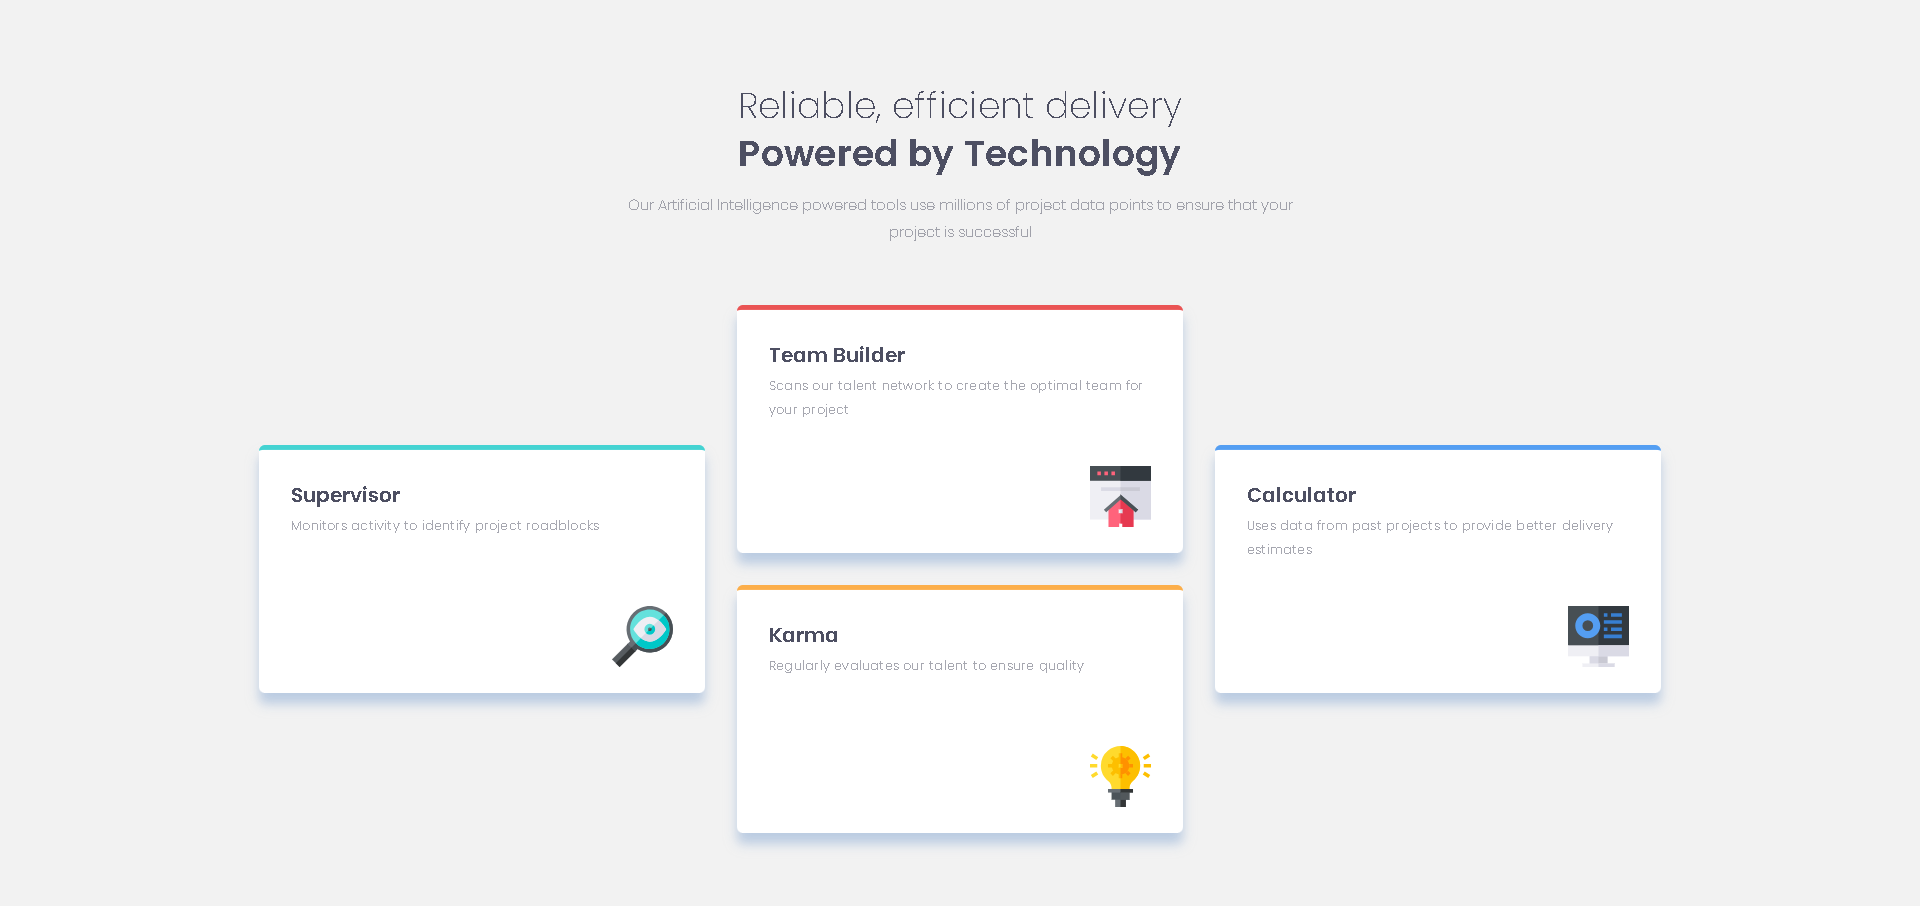 Reliable, efficient delivery
Powered by Technology
Our Artificial Intelligence powered tools use millions of project data points to ensure that your
project is successful
Supervisor
Monitors activity to identify project roadblocks
Team Builder
Scans our talent network to create the optimal team for
your project
Karma
Regularly evaluates our talent to ensure quality
Calculator
Uses data from past projects to provide better delivery
estimates